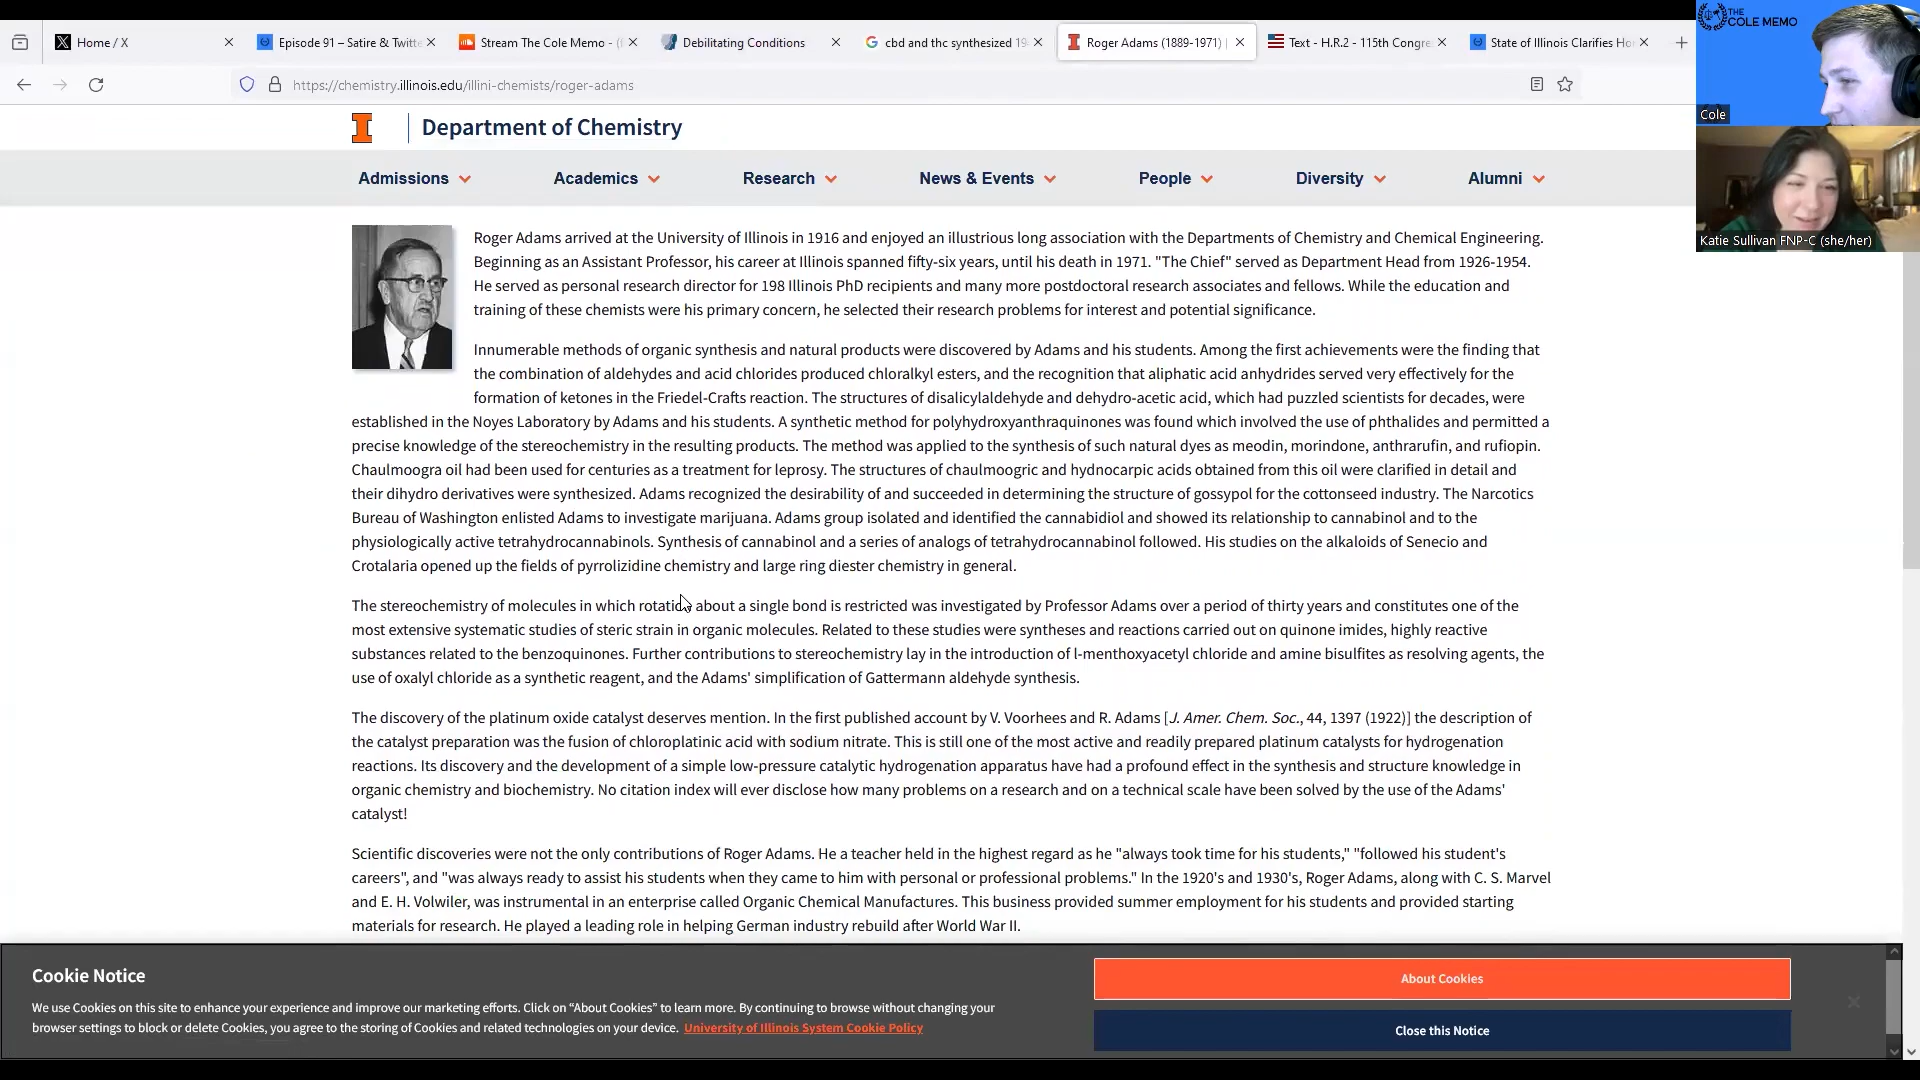 Home / X
Episode 91 – Satire & Twitte
Stream The Cole Memo - (
Debilitating Conditions
cbd and thc synthesized 19
Roger Adams (1889-1971) |
Text - H.R.2 - 115th Congre
State of Illinois Clarifies Ho
THE
COLE MEMO
https://chemistry.illinois.edu/illini-chemists/roger-adams
Cole
Department of Chemistry
Admissions
Academics
Research
News & Events
People
Diversity
Alumni
Katie Sullivan FNP-C (she/her)
Roger Adams arrived at the University of Illinois in 1916 and enjoyed an illustrious long association with the Departments of Chemistry and Chemical Engineering.
Beginning as an Assistant Professor, his career at Illinois spanned fifty-six years, until his death in 1971. "The Chief" served as Department Head from 1926-1954.
He served as personal research director for 198 Illinois PhD recipients and many more postdoctoral research associates and fellows. While the education and
training of these chemists were his primary concern, he selected their research problems for interest and potential significance.
Innumerable methods of organic synthesis and natural products were discovered by Adams and his students. Among the first achievements were the finding that
the combination of aldehydes and acid chlorides produced chloralkyl esters, and the recognition that aliphatic acid anhydrides served very effectively for the
formation of ketones in the Friedel-Crafts reaction. The structures of disalicylaldehyde and dehydro-acetic acid, which had puzzled scientists for decades, were
established in the Noyes Laboratory by Adams and his students. A synthetic method for polyhydroxyanthraquinones was found which involved the use of phthalides and permitted a
precise knowledge of the stereochemistry in the resulting products. The method was applied to the synthesis of such natural dyes as meodin, morindone, anthrarufin, and rufiopin.
Chaulmoogra oil had been used for centuries as a treatment for leprosy. The structures of chaulmoogric and hydnocarpic acids obtained from this oil were clarified in detail and
their dihydro derivatives were synthesized. Adams recognized the desirability of and succeeded in determining the structure of gossypol for the cottonseed industry. The Narcotics
Bureau of Washington enlisted Adams to investigate marijuana. Adams group isolated and identified the cannabidiol and showed its relationship to cannabinol and to the
physiologically active tetrahydrocannabinols. Synthesis of cannabinol and a series of analogs of tetrahydrocannabinol followed. His studies on the alkaloids of Senecio and
Crotalaria opened up the fields of pyrrolizidine chemistry and large ring diester chemistry in general.
The stereochemistry of molecules in which rotation about a single bond is restricted was investigated by Professor Adams over a period of thirty years and constitutes one of the
most extensive systematic studies of steric strain in organic molecules. Related to these studies were syntheses and reactions carried out on quinone imides, highly reactive
substances related to the benzoquinones. Further contributions to stereochemistry lay in the introduction of l-menthoxyacetyl chloride and amine bisulfites as resolving agents, the
use of oxalyl chloride as a synthetic reagent, and the Adams' simplification of Gattermann aldehyde synthesis.
The discovery of the platinum oxide catalyst deserves mention. In the first published account by V. Voorhees and R. Adams [J. Amer. Chem. Soc., 44, 1397 (1922)] the description of
the catalyst preparation was the fusion of chloroplatinic acid with sodium nitrate. This is still one of the most active and readily prepared platinum catalysts for hydrogenation
reactions. Its discovery and the development of a simple low-pressure catalytic hydrogenation apparatus have had a profound effect in the synthesis and structure knowledge in
organic chemistry and biochemistry. No citation index will ever disclose how many problems on a research and on a technical scale have been solved by the use of the Adams'
catalyst!
Scientific discoveries were not the only contributions of Roger Adams. He a teacher held in the highest regard as he "always took time for his students," "followed his student's
careers", and "was always ready to assist his students when they came to him with personal or professional problems." In the 1920's and 1930's, Roger Adams, along with C. S. Marvel
and E. H. Volwiler, was instrumental in an enterprise called Organic Chemical Manufactures. This business provided summer employment for his students and provided starting
materials for research. He played a leading role in helping German industry rebuild after World War II.
Cookie Notice
We use Cookies on this site to enhance your experience and improve our marketing efforts. Click on “About Cookies” to learn more. By continuing to browse without changing your
browser settings to block or delete Cookies, you agree to the storing of Cookies and related technologies on your device. University of Illinois System Cookie Policy
About Cookies
Close this Notice